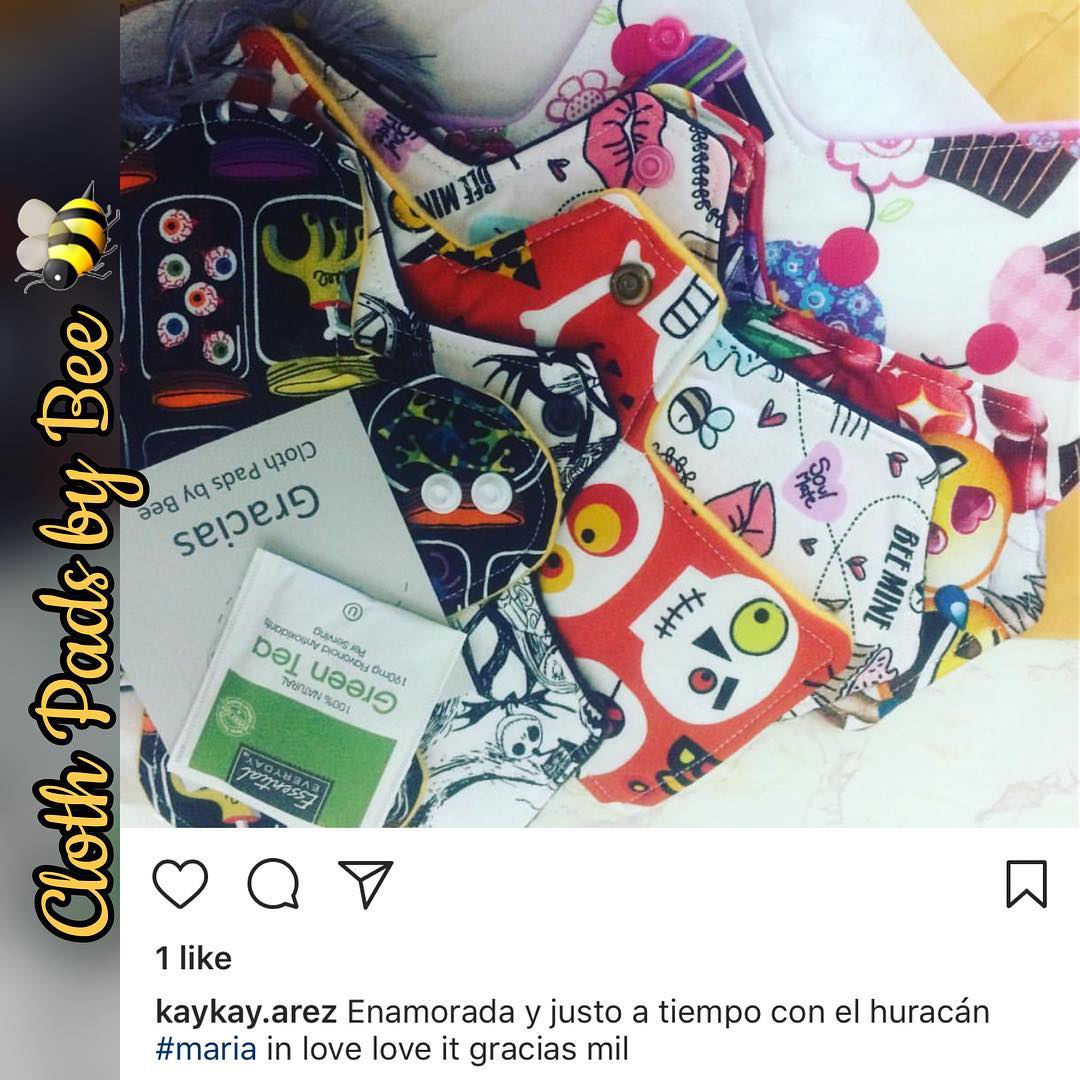 Cloth Pads by Bee
BEE MINE
Soul
Mate
BEE MINE
Gracias
Cloth Pads by Bee
Essential
EVERYDAY
100% NATURAL
Green Tea
190mg Flavonoid Antioxidants
Per Serving
U
1 like
kaykay.arez Enamorada y justo a tiempo con el huracán
#maria in love love it gracias mil